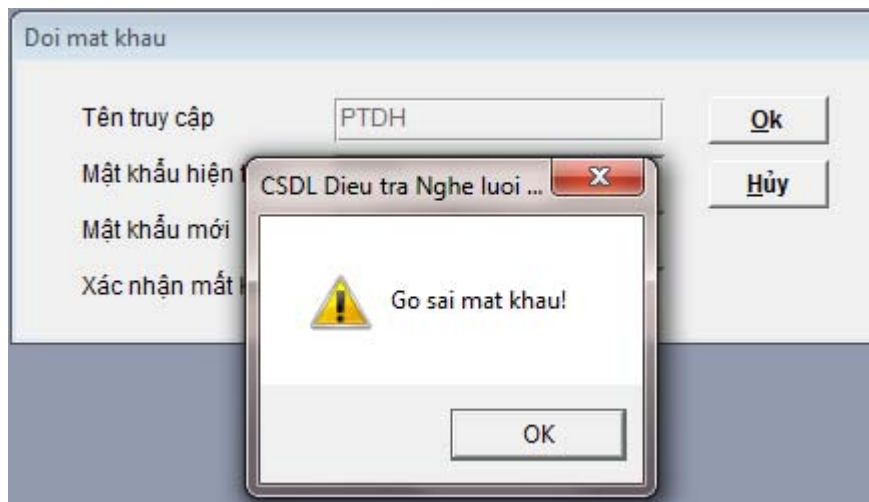 Doi mat khau
Tên truy cập
PTDH
Ok
Mật khẩu hiện
Hủy
CSDL Dieu tra Nghe luoi ...
Mật khẩu mới
Xác nhận mất
Go sai mat khau!
OK